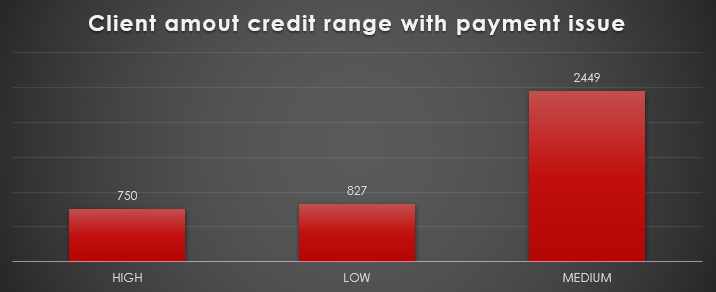 Client amout credit range with payment issue
2449
827
750
HIGH
LOW
MEDIUM